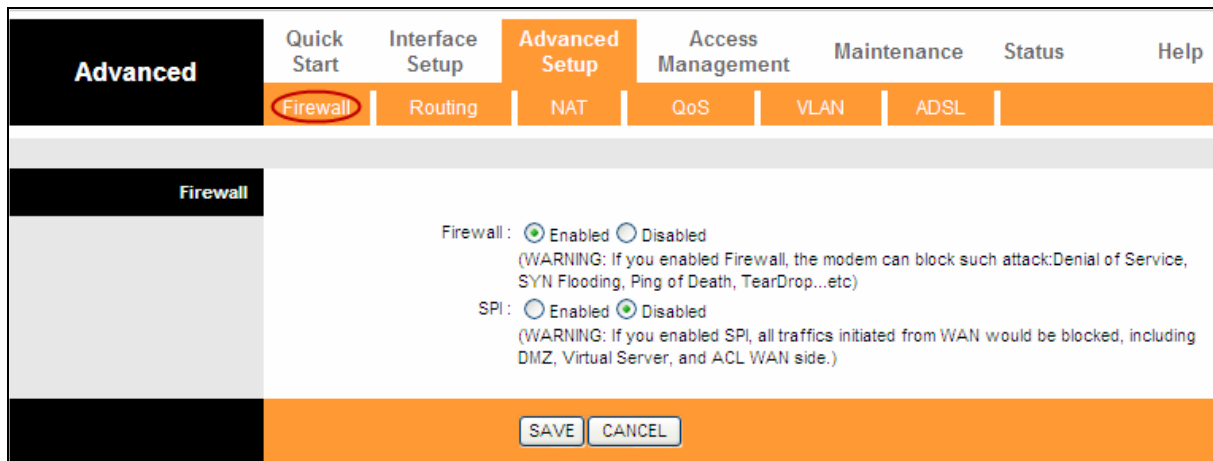 Advanced
Quick Start
Interface Setup
Advanced Setup
Access Management
Maintenance
Status
Help
Firewall
Routing
NAT
QoS
VLAN
ADSL
Firewall
Firewall : Enabled Disabled
(WARNING: If you enabled Firewall, the modem can block such attack:Denial of Service,
SYN Flooding, Ping of Death, TearDrop...etc)
SPI : Enabled Disabled
(WARNING: If you enabled SPI, all traffics initiated from WAN would be blocked, including
DMZ, Virtual Server, and ACL WAN side.)
SAVE CANCEL